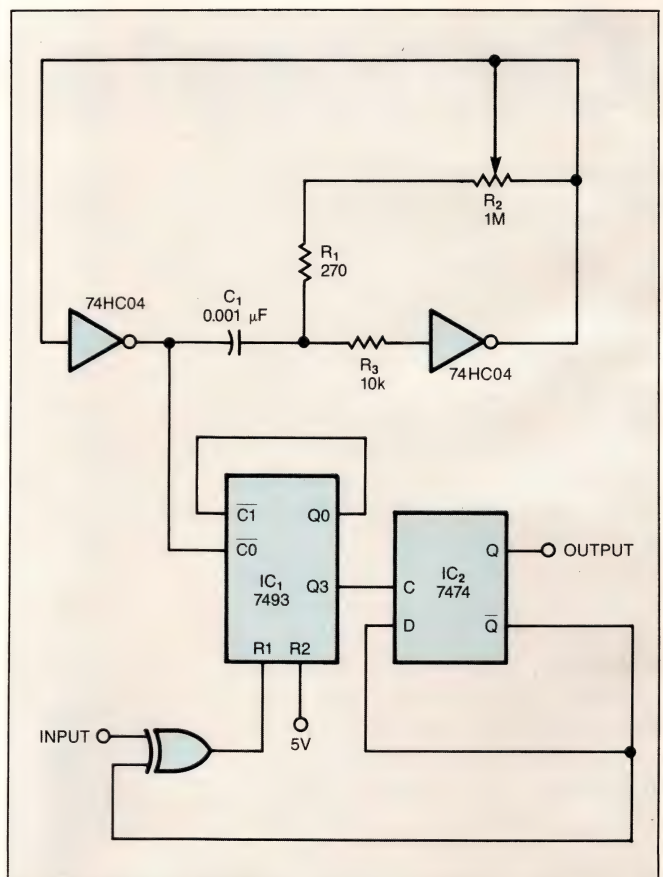 R₂
1M
R₁
270
74HC04
C₁
0.001 μF
R₃
10k
74HC04
C1̅ Q0
C0̅
IC₁
7493
Q3
R1 R2
5V
C
D
IC₂
7474
Q
Q̅
OUTPUT
INPUT